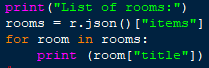 print("List of rooms:")
rooms = r.json()["items"]
for room in rooms:
    print (room["title"])